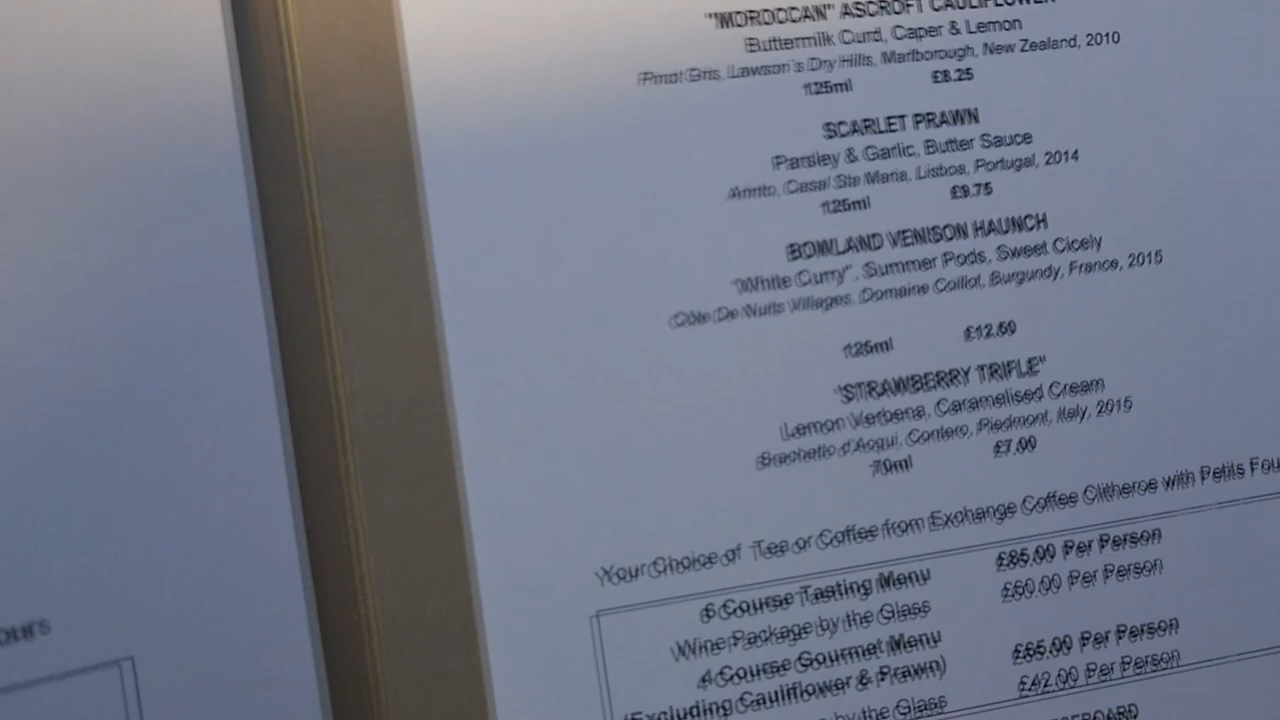 "MOROCCAN" ASCROFT CAULIFLOWER
Buttermilk Curd, Caper & Lemon
Pinot Gris, Lawson's Dry Hills, Marlborough, New Zealand, 2010
125ml £8.25
SCARLET PRAWN
Parsley & Garlic, Butter Sauce
Arinto, Casal Sta Maria, Lisboa, Portugal, 2014
125ml £9.75
BOWLAND VENISON HAUNCH
"White Curry", Summer Pods, Sweet Cicely
Côte De Nuits Villages, Domaine Coillot, Burgundy, France, 2015
125ml £12.50
"STRAWBERRY TRIFLE"
Lemon Verbena, Caramelised Cream
Brachetto d'Acqui, Contero, Piedmont, Italy, 2015
70ml £7.00
Your Choice of Tea or Coffee from Exchange Coffee Clitheroe with Petits Fou
6 Course Tasting Menu £85.00 Per Person
Wine Package by the Glass £60.00 Per Person
4 Course Gourmet Menu £65.00 Per Person
(Excluding Cauliflower & Prawn) £42.00 Per Person
by the Glass
ours